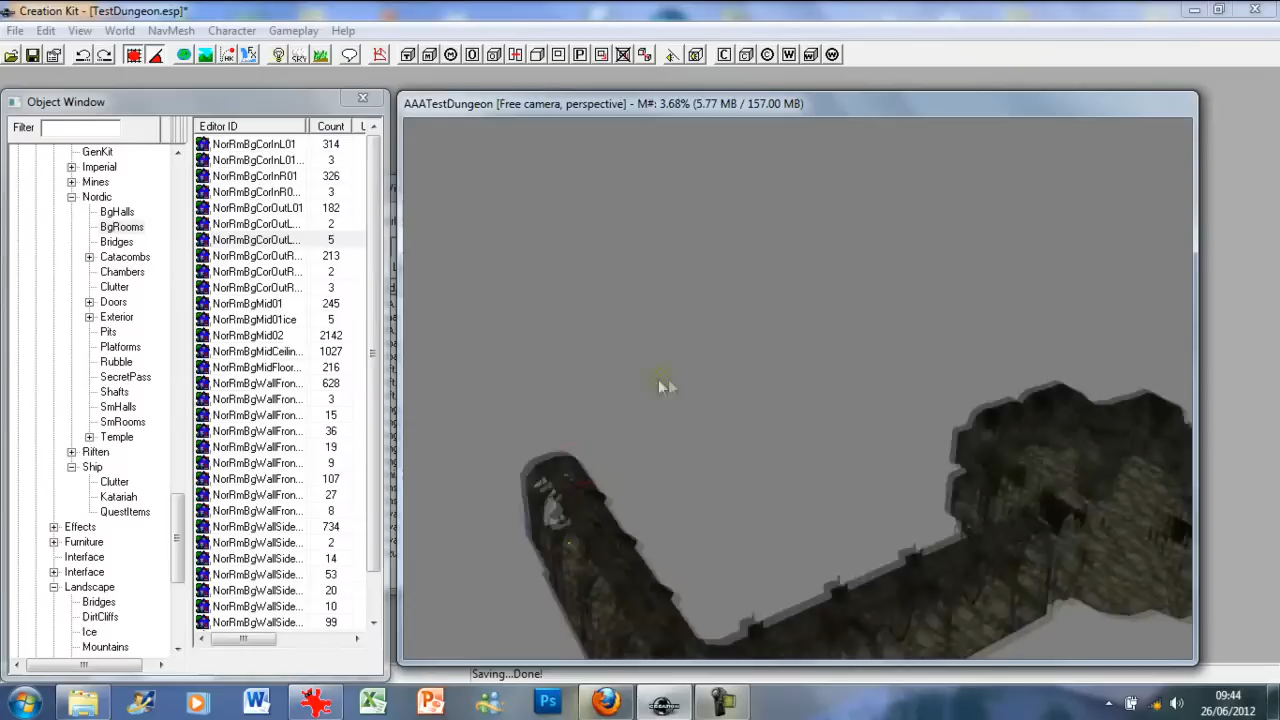 Creation Kit - [TestDungeon.esp]*
File Edit View World NavMesh Character Gameplay Help
Object Window
AAATestDungeon [Free camera, perspective] - M#: 3.68% (5.77 MB / 157.00 MB)
Filter
Editor ID Count
GenKit
Imperial
Mines
Nordic
BgHalls
BgRooms
Bridges
Catacombs
Chambers
Clutter
Doors
Exterior
Pits
Platforms
Rubble
SecretPass
Shafts
SmHalls
SmRooms
Temple
Riften
Ship
Clutter
Katariah
QuestItems
Effects
Furniture
Interface
Interface
Landscape
Bridges
DirtCliffs
Ice
Mountains
NorRmBgCorInL01 314
NorRmBgCorInL01... 3
NorRmBgCorInR01 326
NorRmBgCorInR0... 3
NorRmBgCorOutL01 182
NorRmBgCorOutL... 2
NorRmBgCorOutL... 5
NorRmBgCorOutR... 213
NorRmBgCorOutR... 2
NorRmBgCorOutR... 3
NorRmBgMid01 245
NorRmBgMid01ice 5
NorRmBgMid02 2142
NorRmBgMidCeilin... 1027
NorRmBgMidFloor... 216
NorRmBgWallFron... 628
NorRmBgWallFron... 3
NorRmBgWallFron... 15
NorRmBgWallFron... 36
NorRmBgWallFron... 19
NorRmBgWallFron... 9
NorRmBgWallFron... 107
NorRmBgWallFron... 27
NorRmBgWallFron... 8
NorRmBgWallSide... 734
NorRmBgWallSide... 2
NorRmBgWallSide... 14
NorRmBgWallSide... 53
NorRmBgWallSide... 20
NorRmBgWallSide... 10
NorRmBgWallSide... 99
Saving...Done!
09:44
26/06/2012